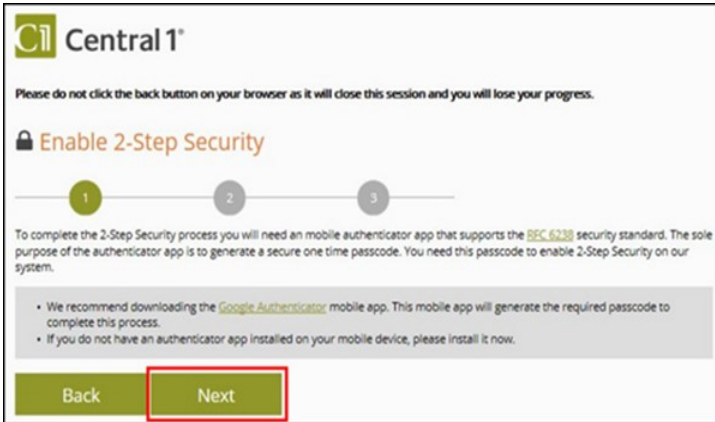 C1 Central 1®
Please do not click the back button on your browser as it will close this session and you will lose your progress.
Enable 2-Step Security
1 2 3
To complete the 2-Step Security process you will need an mobile authenticator app that supports the RFC 6238 security standard. The sole
purpose of the authenticator app is to generate a secure one time passcode. You need this passcode to enable 2-Step Security on our
system.
• We recommend downloading the Google Authenticator mobile app. This mobile app will generate the required passcode to
complete this process.
• If you do not have an authenticator app installed on your mobile device, please install it now.
Back Next